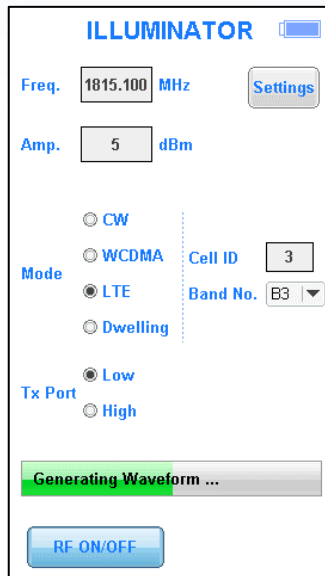 ILLUMINATOR
Freq. 1815.100 MHz Settings
Amp. 5 dBm
CW
WCDMA
Cell ID 3
Mode
LTE
Band No. B3
Dwelling
Low
Tx Port
High
Generating Waveform ...
RF ON/OFF